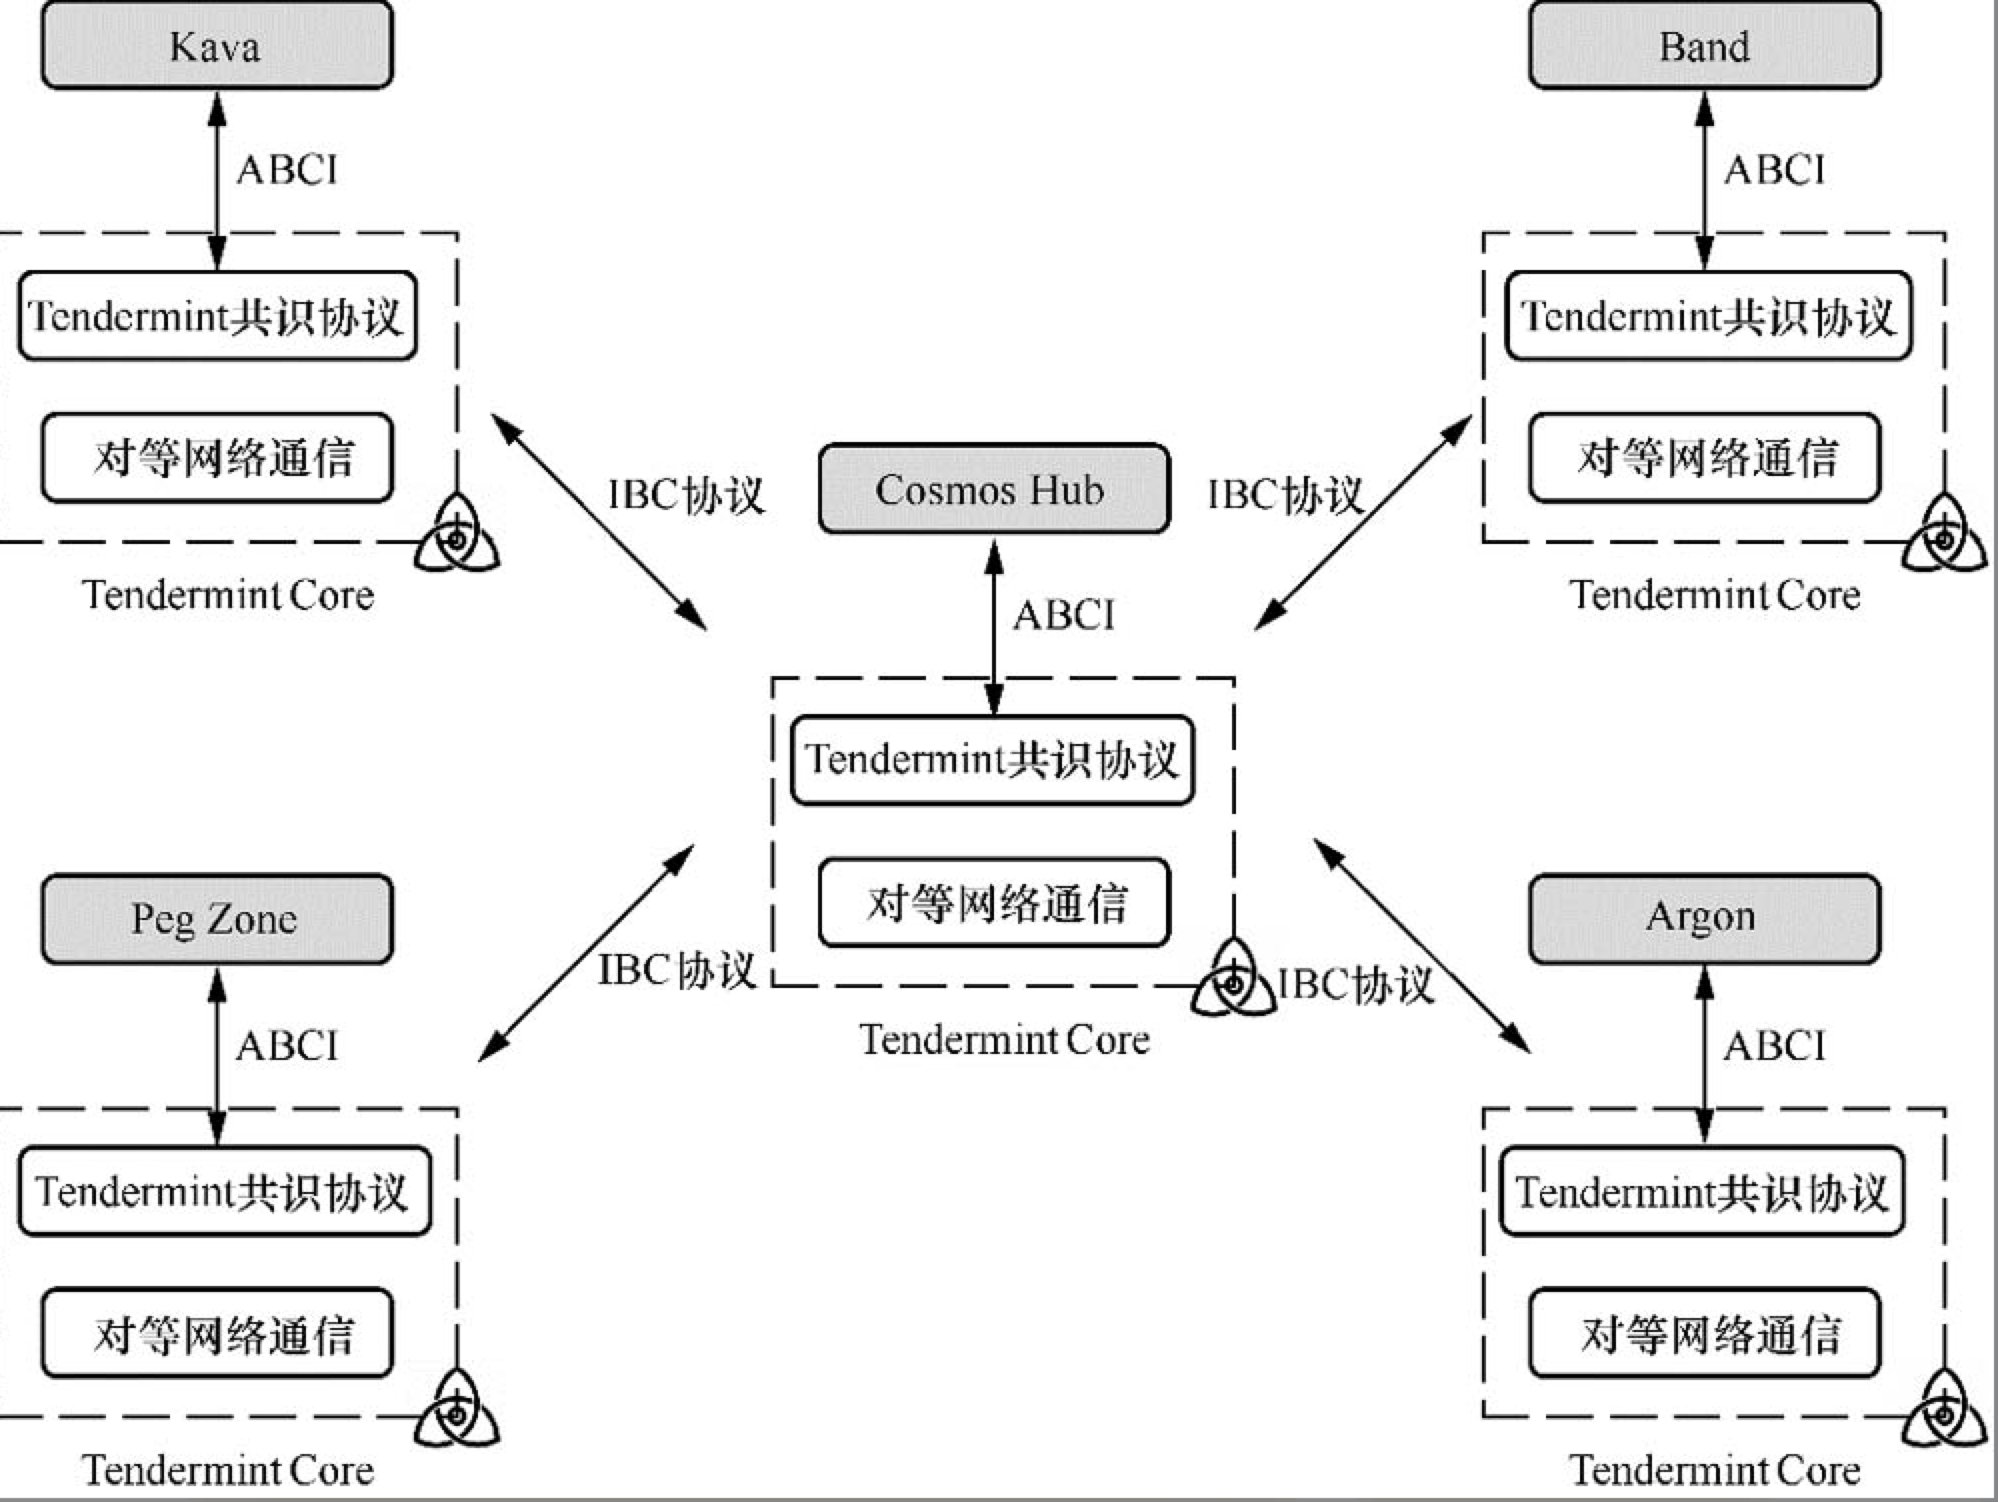 Kava
ABCI
Tendermint共识协议
对等网络通信
Tendermint Core
Band
ABCI
Tendermint共识协议
对等网络通信
Tendermint Core
IBC协议
IBC协议
Cosmos Hub
ABCI
Tendermint共识协议
对等网络通信
Tendermint Core
IBC协议
IBC协议
Peg Zone
ABCI
Tendermint共识协议
对等网络通信
Tendermint Core
Argon
ABCI
Tendermint共识协议
对等网络通信
Tendermint Core